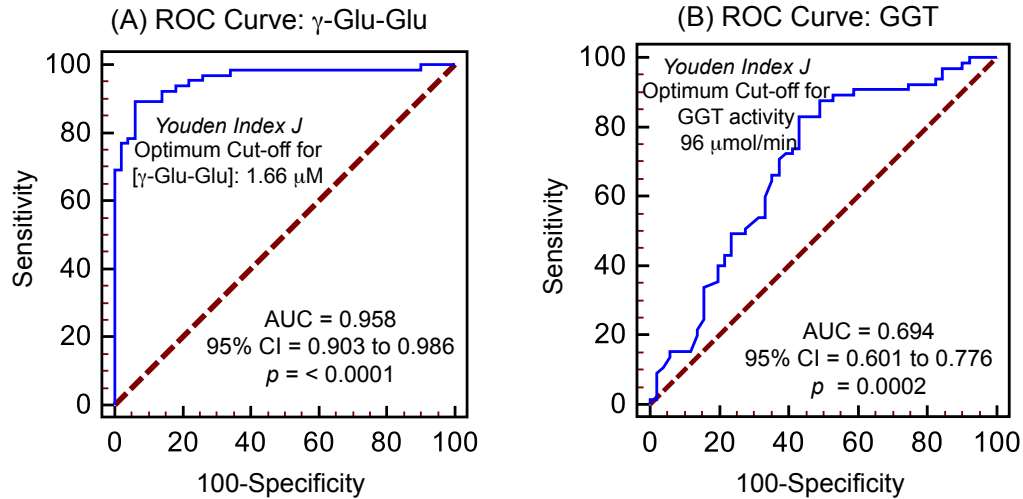 (A) ROC Curve: γ-Glu-Glu
100
80
60
40
20
0
Sensitivity
Youden Index J
Optimum Cut-off for
[γ-Glu-Glu]: 1.66 μM
AUC = 0.958
95% CI = 0.903 to 0.986
p = < 0.0001
0 20 40 60 80 100
100-Specificity
(B) ROC Curve: GGT
100
80
60
40
20
0
Sensitivity
Youden Index J
Optimum Cut-off for
GGT activity
96 μmol/min
AUC = 0.694
95% CI = 0.601 to 0.776
p = 0.0002
0 20 40 60 80 100
100-Specificity